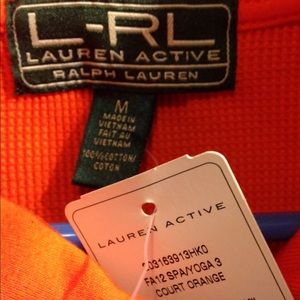 L-RL
LAUREN ACTIVE
RALPH LAUREN
M
MADE IN
VIETNAM
FAIT AU
VIETNAM
100% COTTON/
COTON
LAUREN ACTIVE
203163913HK0
FA12 SPA/YOGA 3
COURT ORANGE